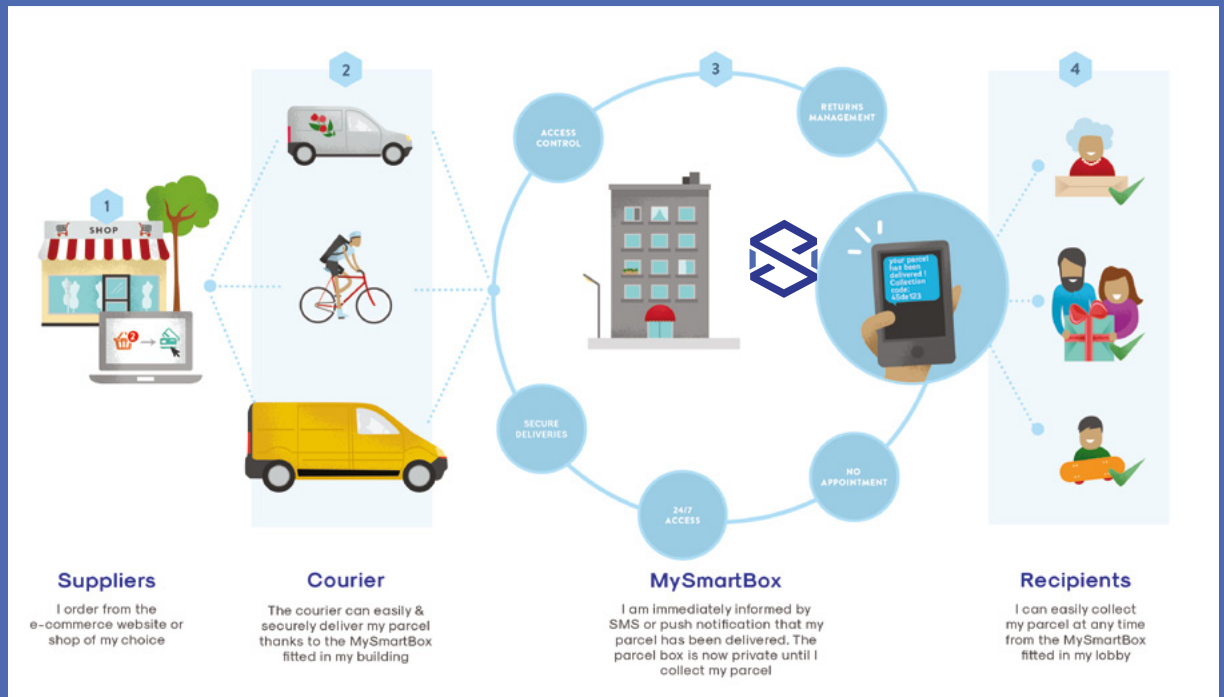 1
SHOP
2
2
3
ACCESS
CONTROL
RETURNS
MANAGEMENT
your parcel
has been
delivered !
Collection
code:
45de123
NO
APPOINTMENT
24/7
ACCESS
SECURE
DELIVERIES
4
Suppliers
I order from the
e-commerce website or
shop of my choice
Courier
The courier can easily &
securely deliver my parcel
thanks to the MySmartBox
fitted in my building
MySmartBox
I am immediately informed by
SMS or push notification that my
parcel has been delivered. The
parcel box is now private until I
collect my parcel
Recipients
I can easily collect
my parcel at any time
from the MySmartBox
fitted in my lobby